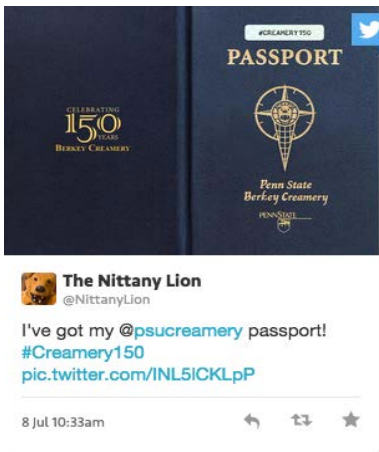 #CREAMERY150
PASSPORT
CELEBRATING
150
YEARS
BERKEY CREAMERY
Penn State
Berkey Creamery
PENNSTATE
The Nittany Lion
@NittanyLion
I've got my @psucreamery passport!
#Creamery150
pic.twitter.com/INL5lCKLpP
8 Jul 10:33am